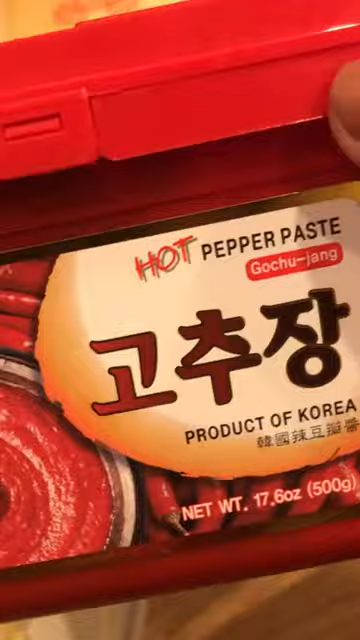 HOT PEPPER PASTE
Gochu-jang
고추장
PRODUCT OF KOREA
韓國辣豆瓣醬
NET WT. 17.6oz (500g)